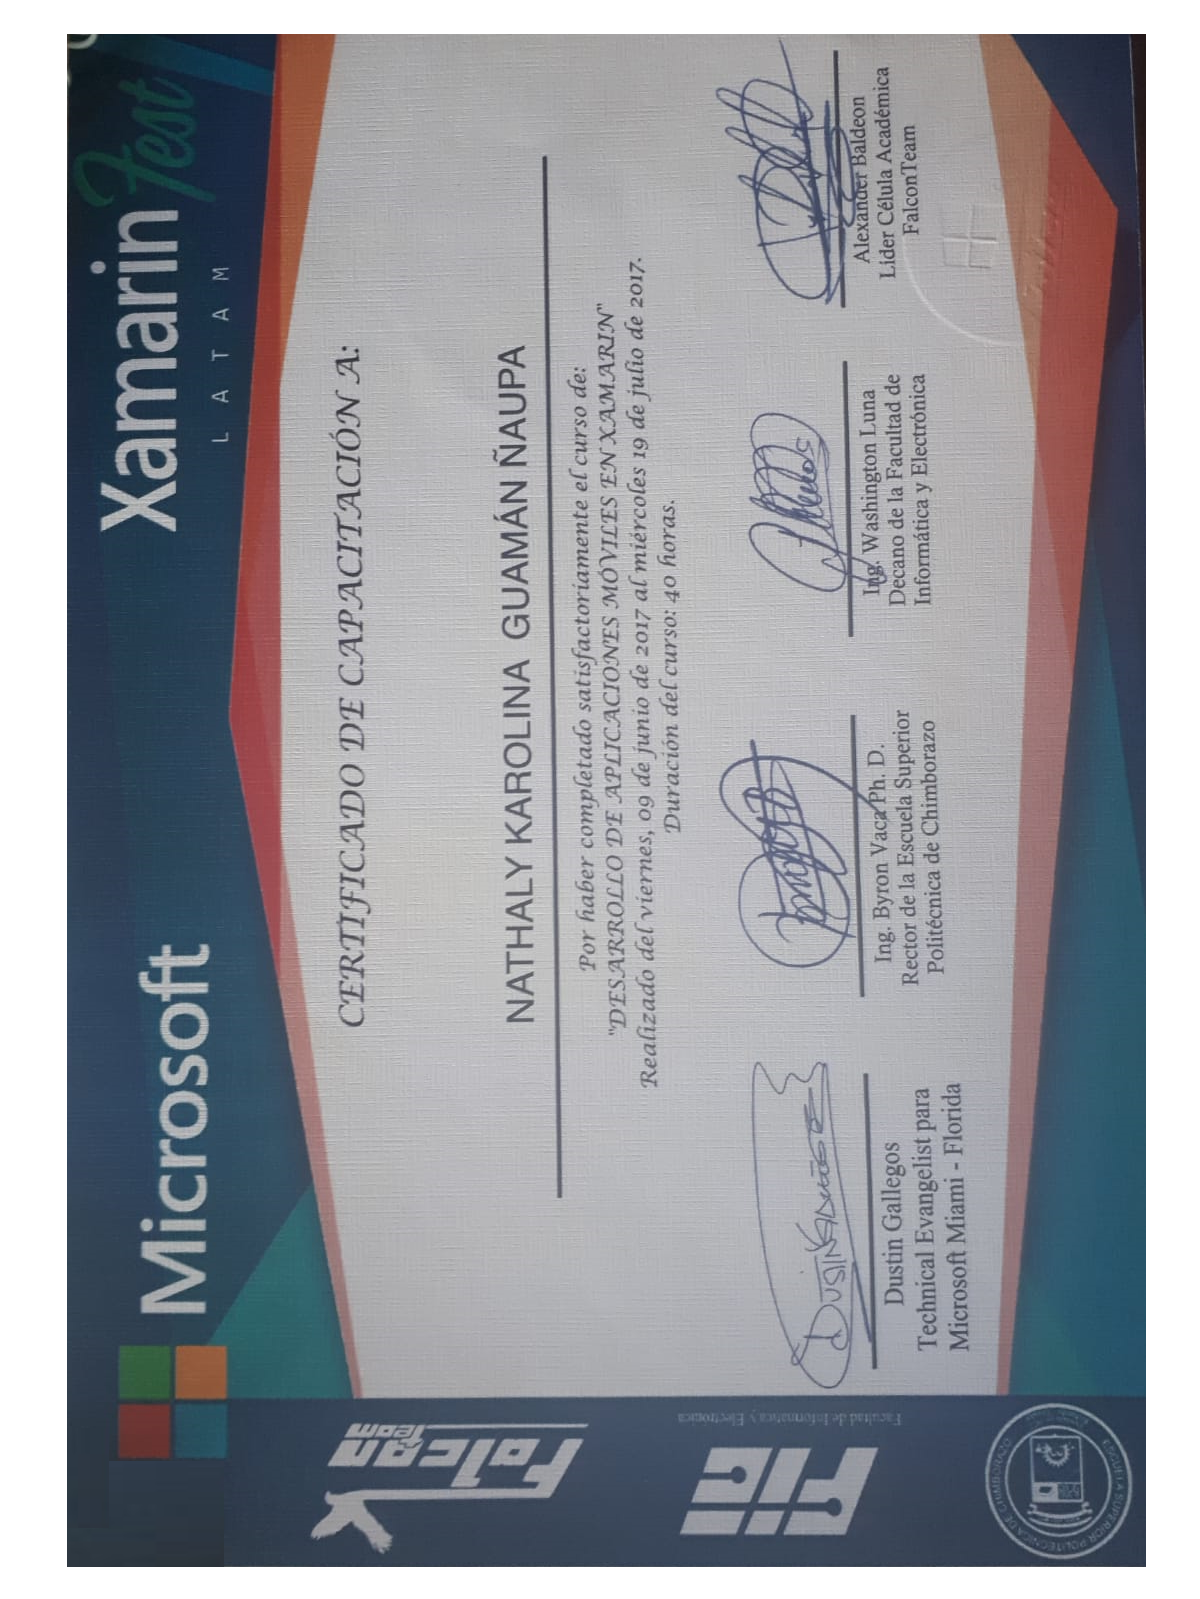 Microsoft
Xamarin Fest
LATAM
CERTIFICADO DE CAPACITACIÓN A:
NATHALY KAROLINA GUAMÁN ÑAUPA
Por haber completado satisfactoriamente el curso de:
"DESARROLLO DE APLICACIONES MÓVILES EN XAMARIN"
Realizado del viernes, 09 de junio de 2017 al miércoles 19 de julio de 2017.
Duración del curso: 40 horas.
Dustin Gallegos
Technical Evangelist para
Microsoft Miami - Florida
Ing. Byron Vaca Ph. D.
Rector de la Escuela Superior
Politécnica de Chimborazo
Ing. Washington Luna
Decano de la Facultad de
Informática y Electrónica
Alexander Baldeon
Líder Célula Académica
FalconTeam
Falcon
Team
FIE
Facultad de Informática y Electrónica
ESCUELA SUPERIOR POLITÉCNICA DE CHIMBORAZO